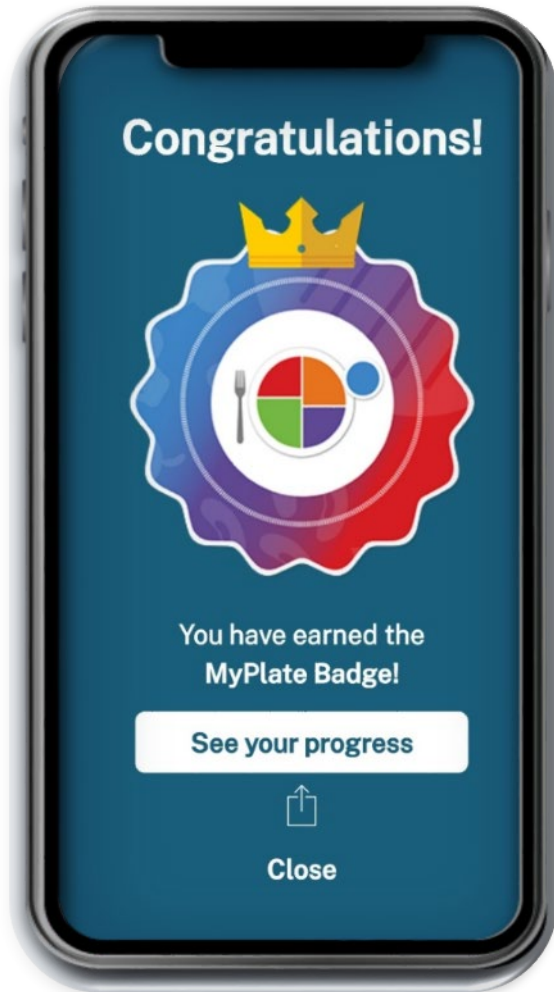 Congratulations!
You have earned the
MyPlate Badge!
See your progress
Close